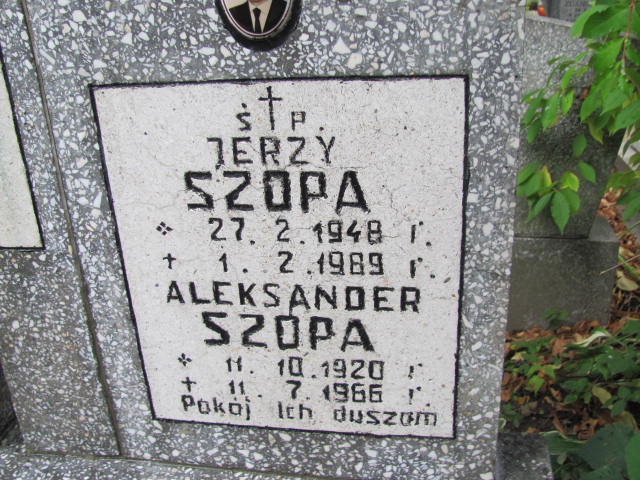 Ś † P.
JERZY
SZOPA
* 27. 2. 1948 r.
+ 1. 2. 1989 r.
ALEKSANDER
SZOPA
* 11. 10. 1920 r.
+ 11. 7. 1966 r.
Pokój Ich duszom